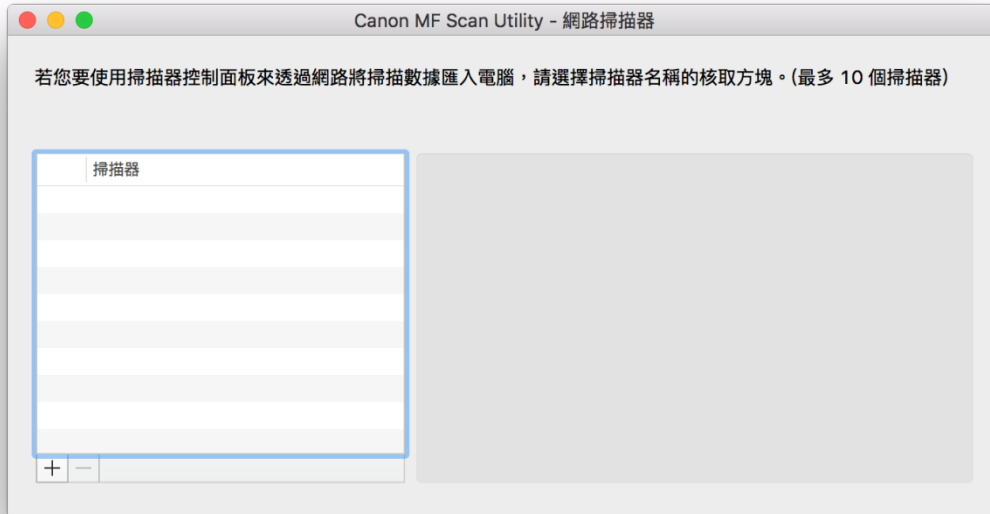 Canon MF Scan Utility - 網路掃描器
若您要使用掃描器控制面板來透過網路將掃描數據匯入電腦，請選擇掃描器名稱的核取方塊。(最多 10 個掃描器)
掃描器